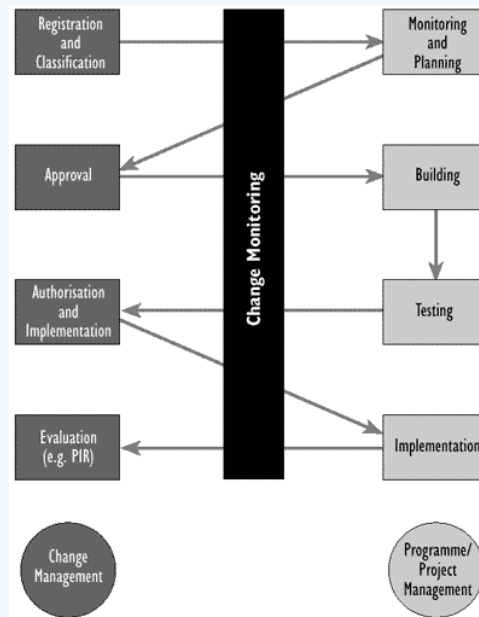 Registration
and
Classification
Monitoring
and
Planning
Approval
Building
Change Monitoring
Authorisation
and
Implementation
Testing
Evaluation
(e.g. PIR)
Implementation
Change
Management
Programme/
Project
Management